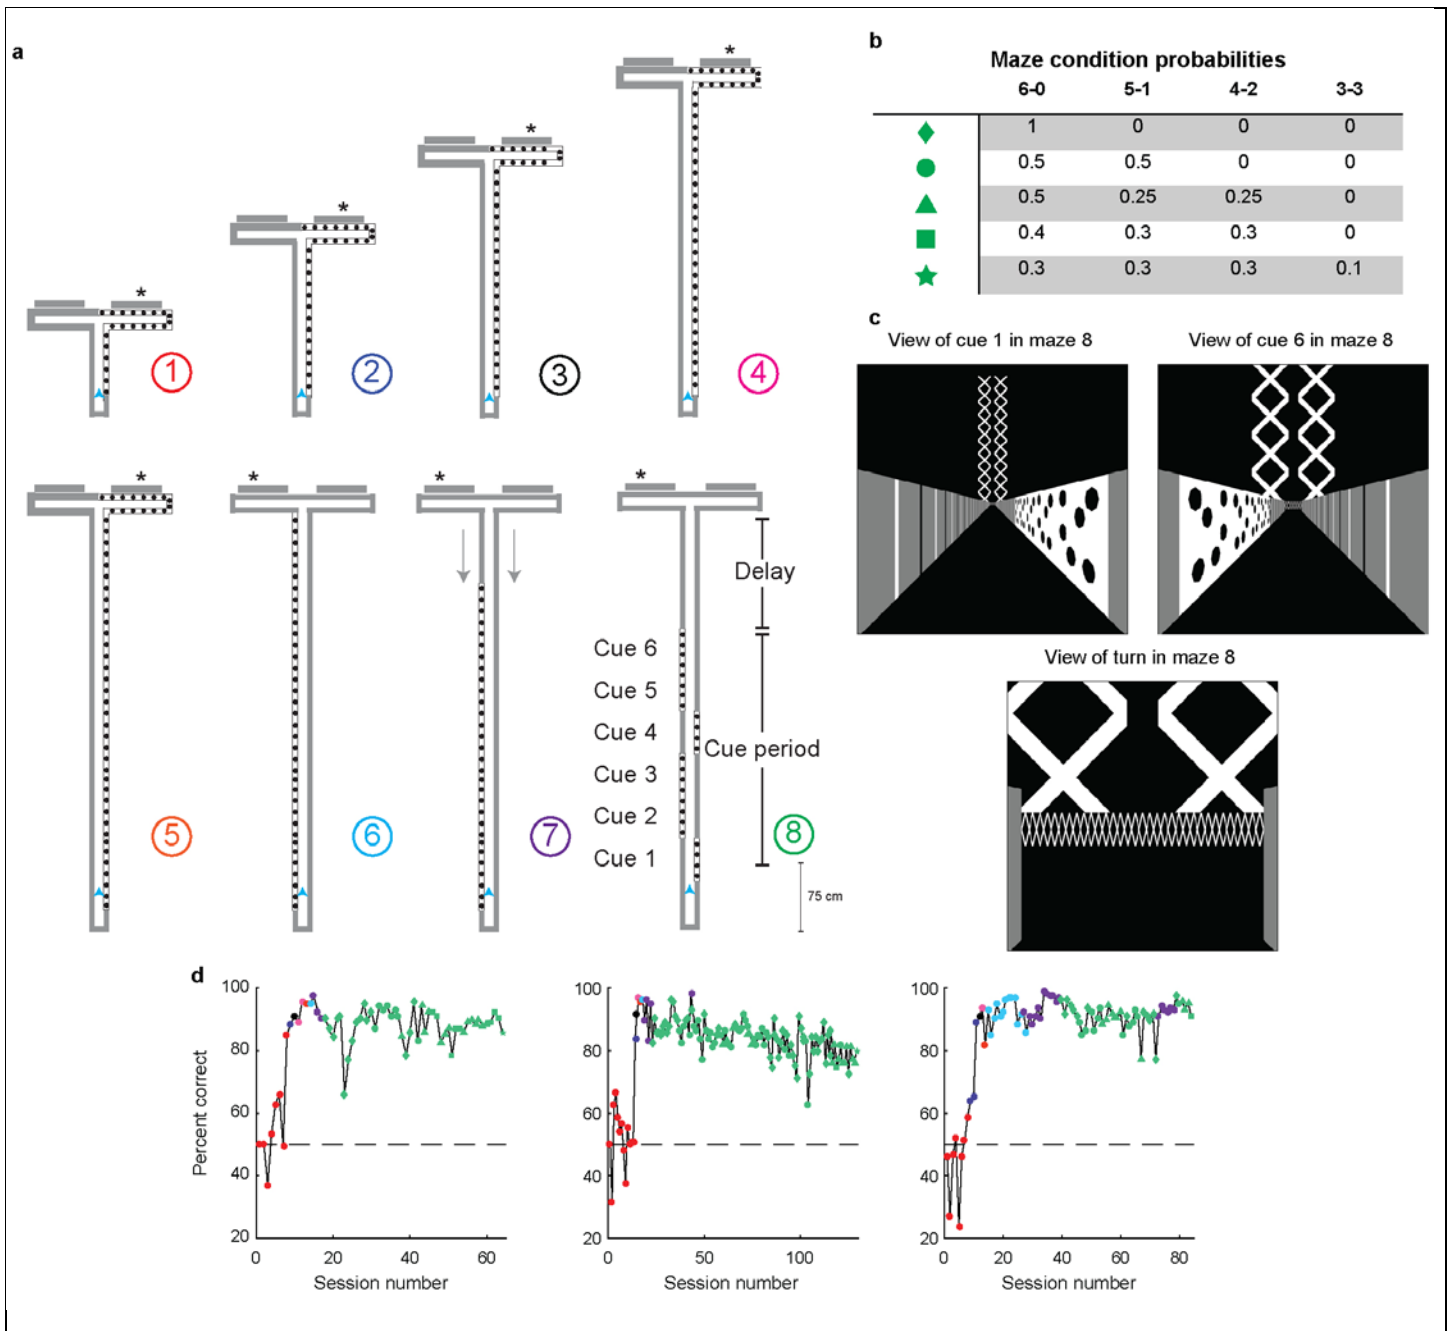 a
*
*
*
*
1
2
3
4
*
*
*
*
Delay
Cue 6
Cue 5
Cue 4
Cue period
Cue 3
Cue 2
Cue 1
5
6
7
8
75 cm
b
Maze condition probabilities
6-0 5-1 4-2 3-3
1 0 0 0
0.5 0.5 0 0
0.5 0.25 0.25 0
0.4 0.3 0.3 0
0.3 0.3 0.3 0.1
c
View of cue 1 in maze 8
View of cue 6 in maze 8
View of turn in maze 8
d
Percent correct
100
80
60
40
20
0 20 40 60
Session number
100
80
60
40
20
0 50 100
Session number
100
80
60
40
20
0 20 40 60 80
Session number